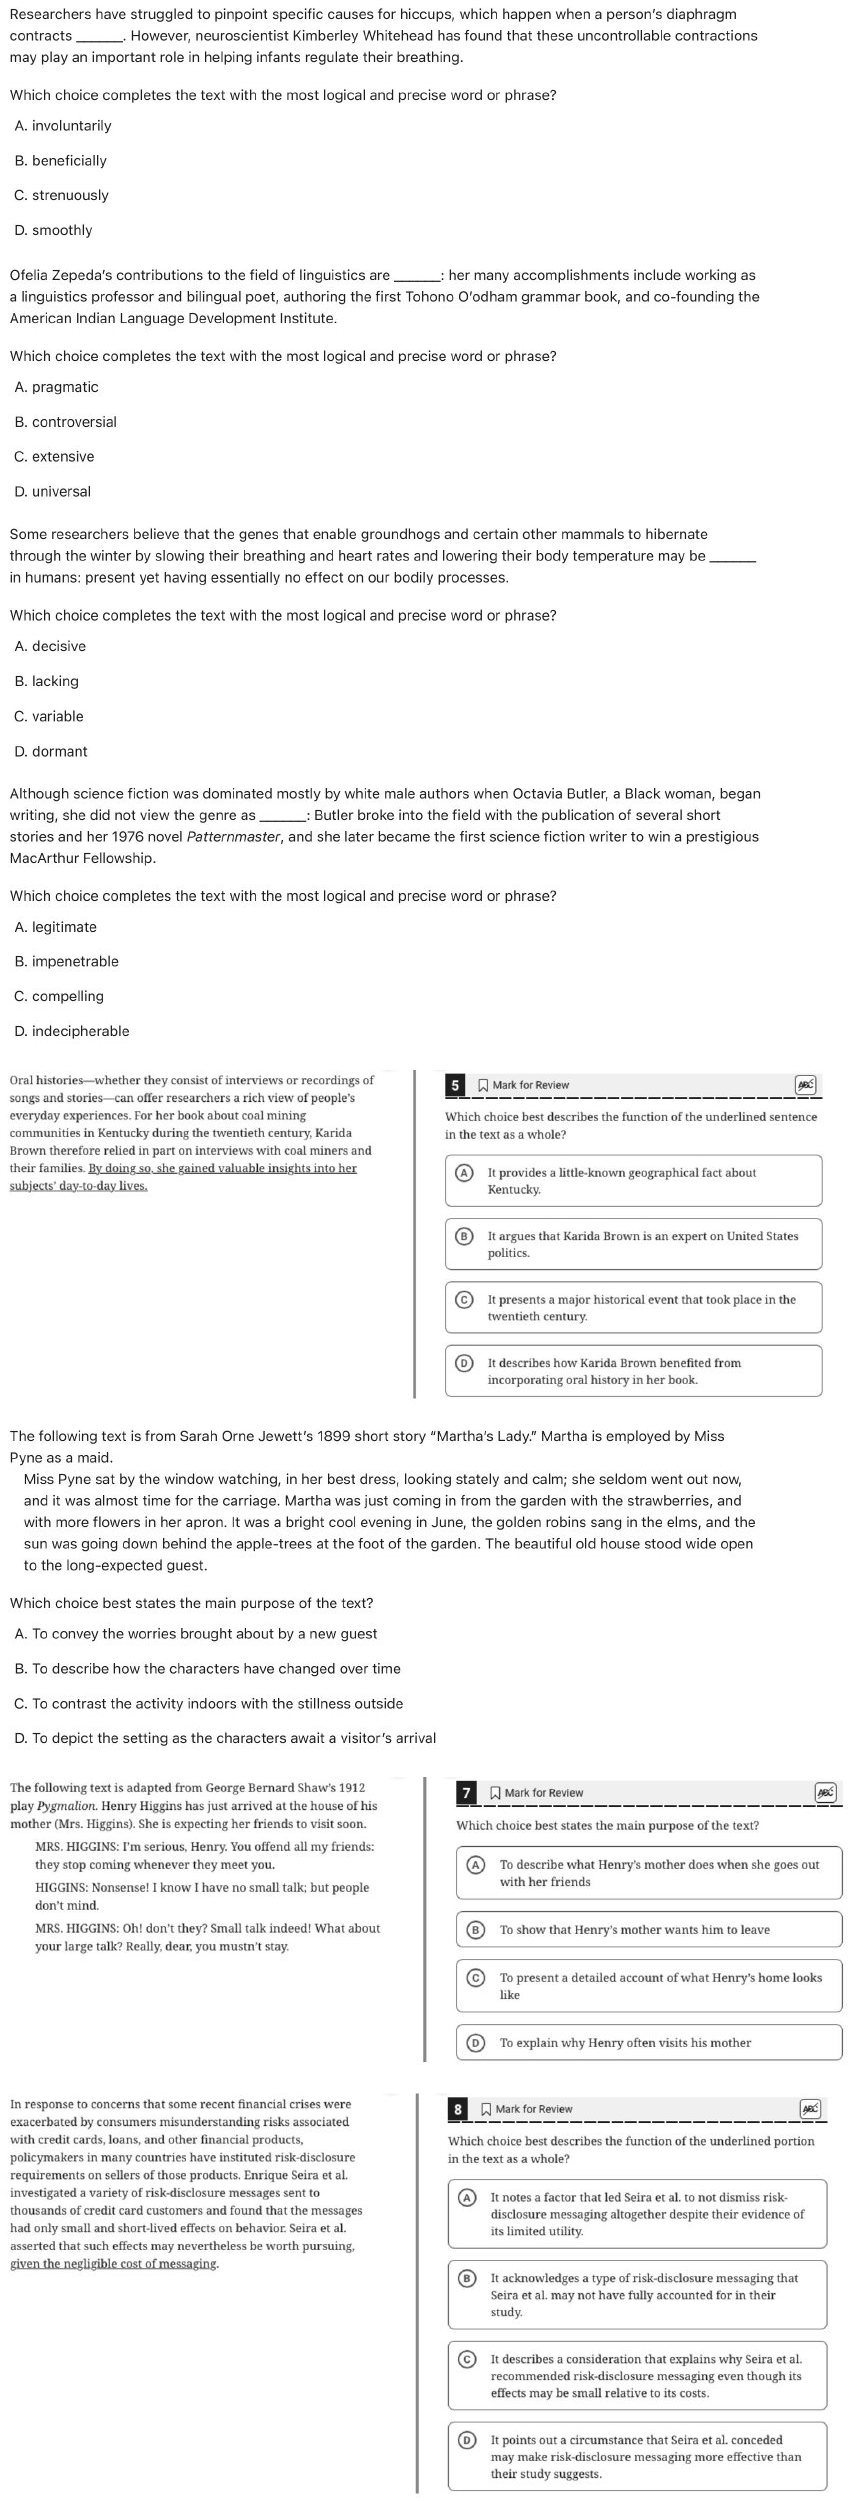 Researchers have struggled to pinpoint specific causes for hiccups, which happen when a person's diaphragm
contracts ______. However, neuroscientist Kimberley Whitehead has found that these uncontrollable contractions
may play an important role in helping infants regulate their breathing.
Which choice completes the text with the most logical and precise word or phrase?
A. involuntarily
B. beneficially
C. strenuously
D. smoothly
Ofelia Zepeda's contributions to the field of linguistics are ______: her many accomplishments include working as
a linguistics professor and bilingual poet, authoring the first Tohono O'odham grammar book, and co-founding the
American Indian Language Development Institute.
Which choice completes the text with the most logical and precise word or phrase?
A. pragmatic
B. controversial
C. extensive
D. universal
Some researchers believe that the genes that enable groundhogs and certain other mammals to hibernate
through the winter by slowing their breathing and heart rates and lowering their body temperature may be ______
in humans: present yet having essentially no effect on our bodily processes.
Which choice completes the text with the most logical and precise word or phrase?
A. decisive
B. lacking
C. variable
D. dormant
Although science fiction was dominated mostly by white male authors when Octavia Butler, a Black woman, began
writing, she did not view the genre as ______: Butler broke into the field with the publication of several short
stories and her 1976 novel Patternmaster, and she later became the first science fiction writer to win a prestigious
MacArthur Fellowship.
Which choice completes the text with the most logical and precise word or phrase?
A. legitimate
B. impenetrable
C. compelling
D. indecipherable
Oral histories—whether they consist of interviews or recordings of
songs and stories—can offer researchers a rich view of people's
everyday experiences. For her book about coal mining
communities in Kentucky during the twentieth century, Karida
Brown therefore relied in part on interviews with coal miners and
their families. By doing so, she gained valuable insights into her
subjects' day-to-day lives.
5 Mark for Review ABC
Which choice best describes the function of the underlined sentence
in the text as a whole?
A It provides a little-known geographical fact about
Kentucky.
B It argues that Karida Brown is an expert on United States
politics.
C It presents a major historical event that took place in the
twentieth century.
D It describes how Karida Brown benefited from
incorporating oral history in her book.
The following text is from Sarah Orne Jewett's 1899 short story “Martha's Lady.” Martha is employed by Miss
Pyne as a maid.
Miss Pyne sat by the window watching, in her best dress, looking stately and calm; she seldom went out now,
and it was almost time for the carriage. Martha was just coming in from the garden with the strawberries, and
with more flowers in her apron. It was a bright cool evening in June, the golden robins sang in the elms, and the
sun was going down behind the apple-trees at the foot of the garden. The beautiful old house stood wide open
to the long-expected guest.
Which choice best states the main purpose of the text?
A. To convey the worries brought about by a new guest
B. To describe how the characters have changed over time
C. To contrast the activity indoors with the stillness outside
D. To depict the setting as the characters await a visitor's arrival
The following text is adapted from George Bernard Shaw's 1912
play Pygmalion. Henry Higgins has just arrived at the house of his
mother (Mrs. Higgins). She is expecting her friends to visit soon.
MRS. HIGGINS: I'm serious, Henry. You offend all my friends:
they stop coming whenever they meet you.
HIGGINS: Nonsense! I know I have no small talk; but people
don't mind.
MRS. HIGGINS: Oh! don't they? Small talk indeed! What about
your large talk? Really, dear, you mustn't stay.
7 Mark for Review ABC
Which choice best states the main purpose of the text?
A To describe what Henry's mother does when she goes out
with her friends
B To show that Henry's mother wants him to leave
C To present a detailed account of what Henry's home looks
like
D To explain why Henry often visits his mother
In response to concerns that some recent financial crises were
exacerbated by consumers misunderstanding risks associated
with credit cards, loans, and other financial products,
policymakers in many countries have instituted risk-disclosure
requirements on sellers of those products. Enrique Seira et al.
investigated a variety of risk-disclosure messages sent to
thousands of credit card customers and found that the messages
had only small and short-lived effects on behavior. Seira et al.
asserted that such effects may nevertheless be worth pursuing,
given the negligible cost of messaging.
8 Mark for Review ABC
Which choice best describes the function of the underlined portion
in the text as a whole?
A It notes a factor that led Seira et al. to not dismiss risk-
disclosure messaging altogether despite their evidence of
its limited utility.
B It acknowledges a type of risk-disclosure messaging that
Seira et al. may not have fully accounted for in their
study.
C It describes a consideration that explains why Seira et al.
recommended risk-disclosure messaging even though its
effects may be small relative to its costs.
D It points out a circumstance that Seira et al. conceded
may make risk-disclosure messaging more effective than
their study suggests.